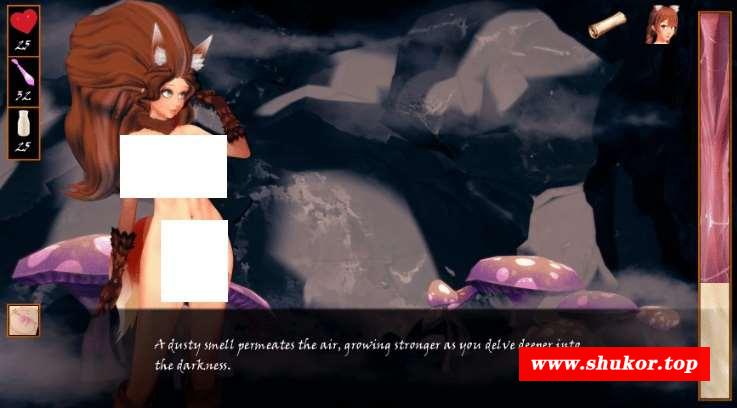 25
32
25
A dusty smell permeates the air, growing stronger as you delve deeper into
the darkness.
www.shukor.top